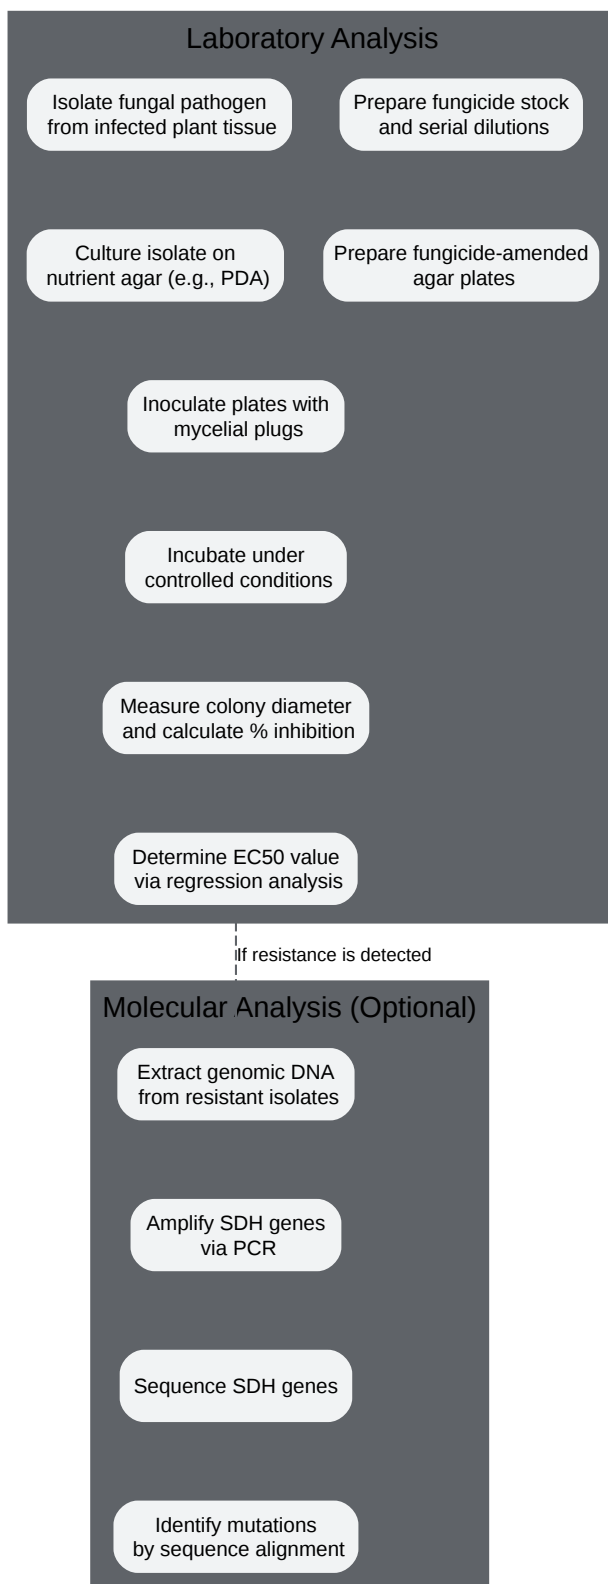 Laboratory Analysis
Isolate fungal pathogen
from infected plant tissue
Prepare fungicide stock
and serial dilutions
Culture isolate on
nutrient agar (e.g., PDA)
Prepare fungicide-amended
agar plates
Inoculate plates with
mycelial plugs
Incubate under
controlled conditions
Measure colony diameter
and calculate % inhibition
Determine EC50 value
via regression analysis
If resistance is detected
Molecular Analysis (Optional)
Extract genomic DNA
from resistant isolates
Amplify SDH genes
via PCR
Sequence SDH genes
Identify mutations
by sequence alignment